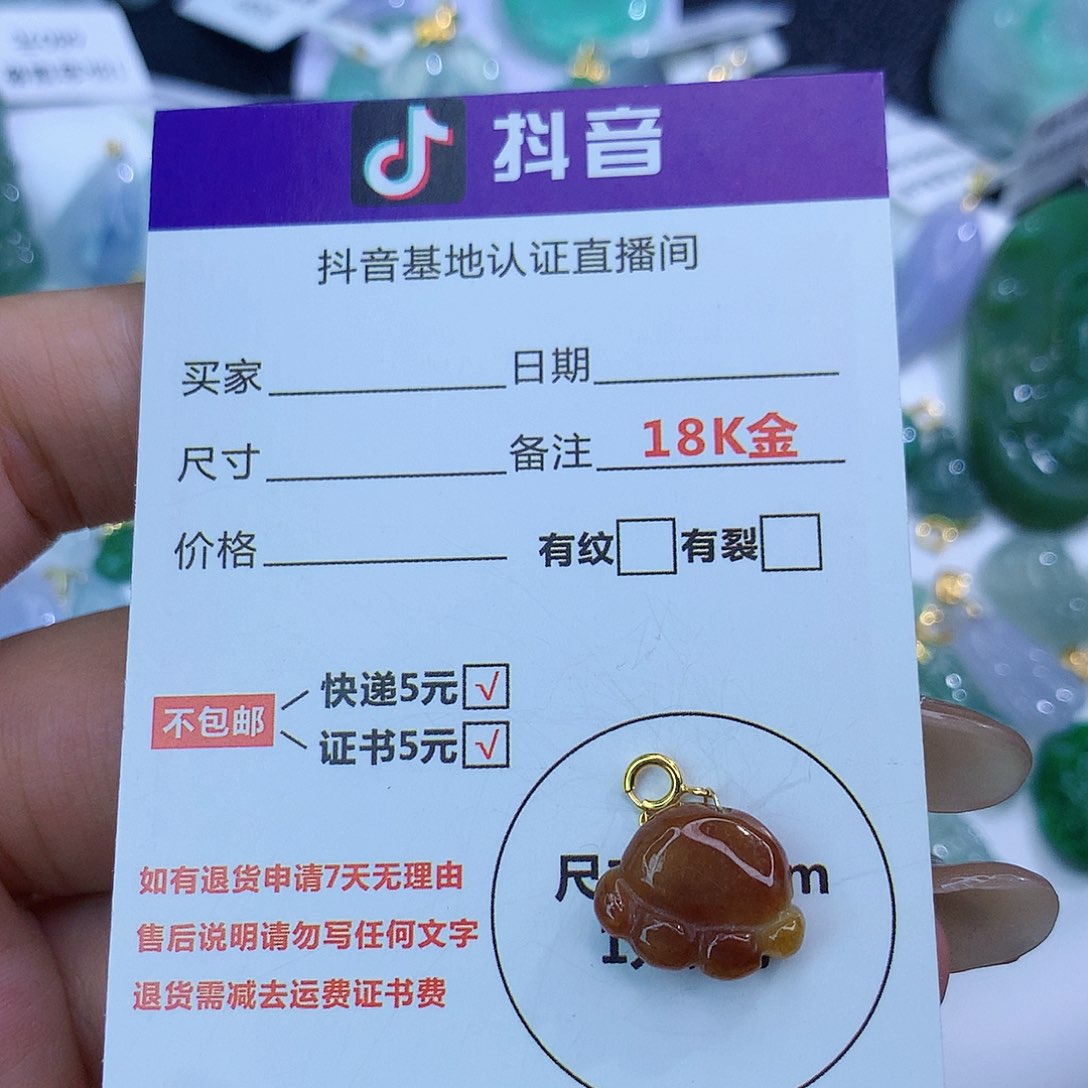 抖音
抖音基地认证直播间
买家 日期
尺寸 备注 18K金
价格 有纹 有裂
不包邮
快递5元 √
证书5元 √
如有退货申请7天无理由
售后说明请勿写任何文字
退货需减去运费证书费
尺 m